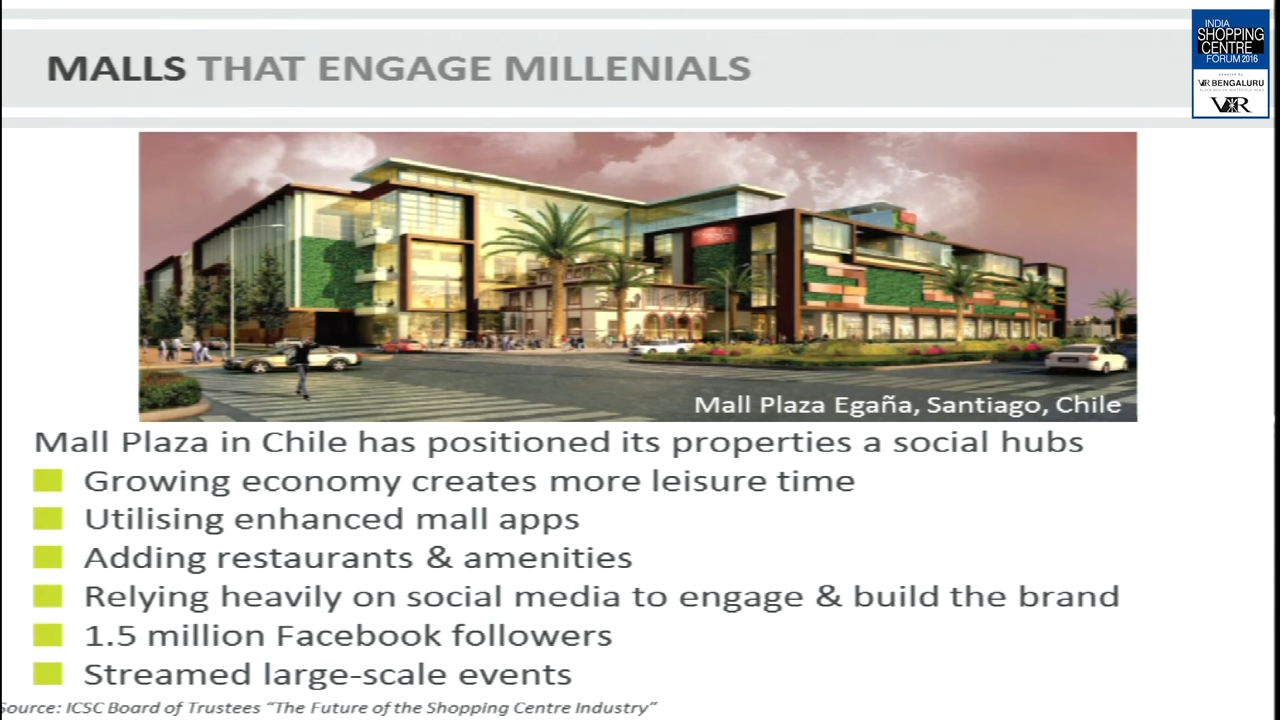 MALLS THAT ENGAGE MILLENIALS
INDIA
SHOPPING
CENTRE
FORUM 2016
VR BENGALURU
VR
Mall Plaza Egaña, Santiago, Chile
Mall Plaza in Chile has positioned its properties a social hubs
Growing economy creates more leisure time
Utilising enhanced mall apps
Adding restaurants & amenities
Relying heavily on social media to engage & build the brand
1.5 million Facebook followers
Streamed large-scale events
Source: ICSC Board of Trustees “The Future of the Shopping Centre Industry”